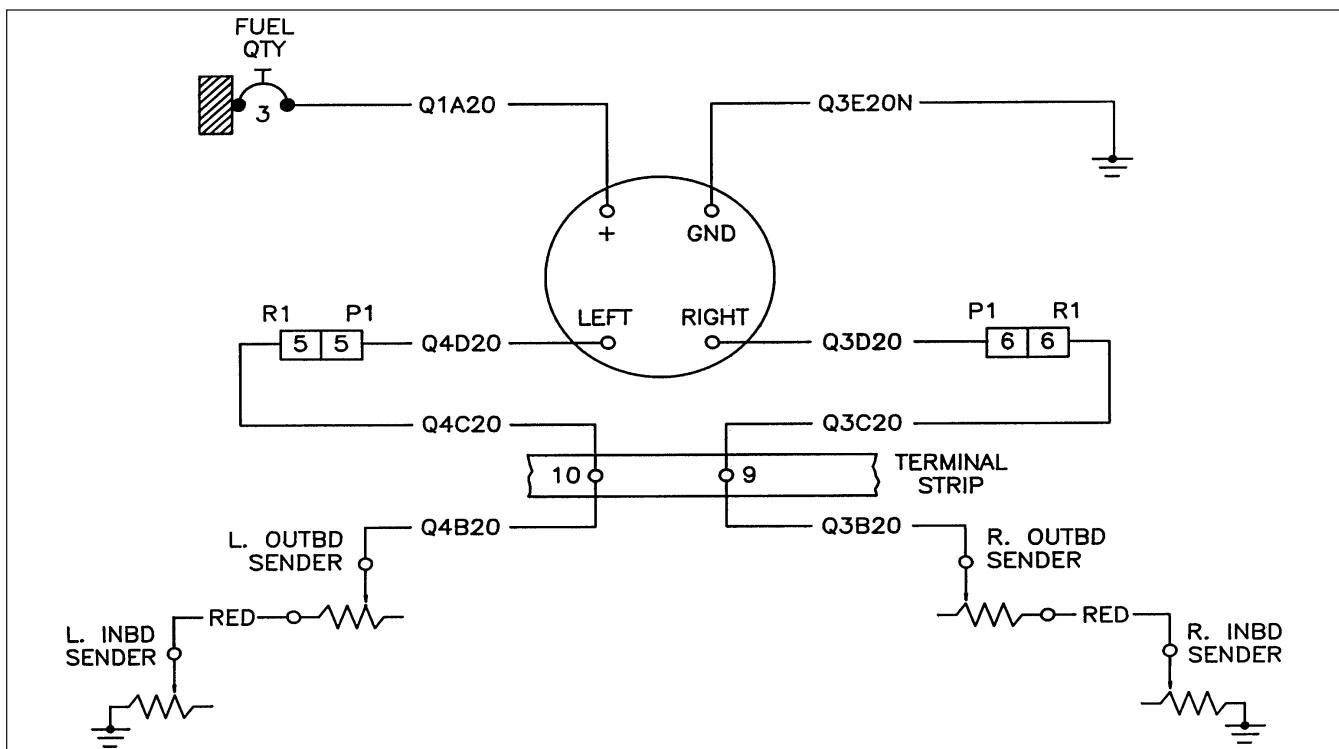 FUEL
QTY
3
Q1A20
Q3E20N
+
GND
R1 P1
LEFT RIGHT
P1 R1
5 5
Q4D20
Q3D20
6 6
Q4C20
Q3C20
10
9
TERMINAL
STRIP
Q4B20
Q3B20
L. OUTBD
SENDER
R. OUTBD
SENDER
RED
RED
L. INBD
SENDER
R. INBD
SENDER